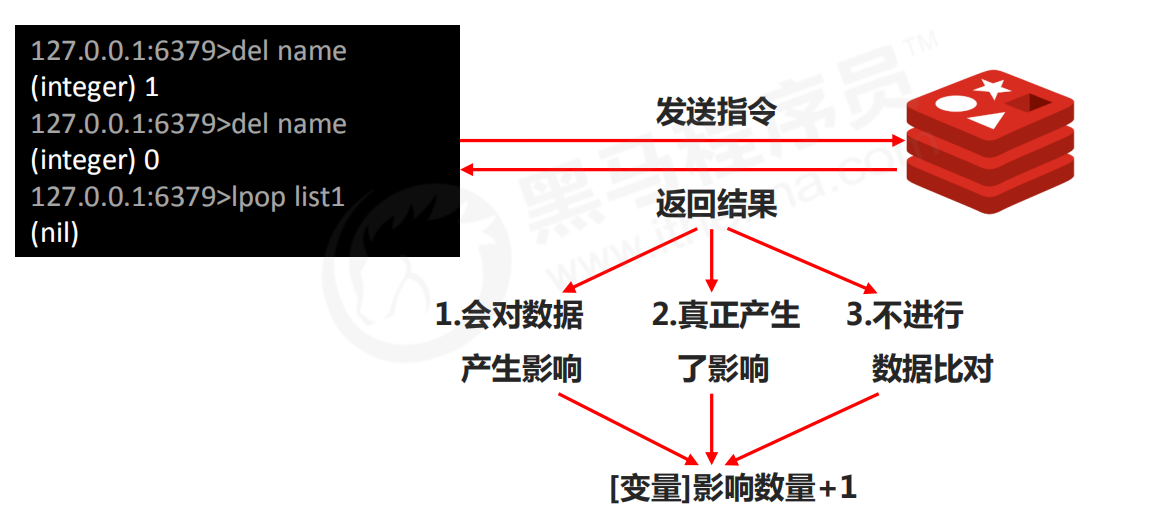 127.0.0.1:6379>del name
(integer) 1
127.0.0.1:6379>del name
(integer) 0
127.0.0.1:6379>lpop list1
(nil)
发送指令
返回结果
1.会对数据
产生影响
2.真正产生
了影响
3.不进行
数据比对
[变量]影响数量+1
黑马程序员™